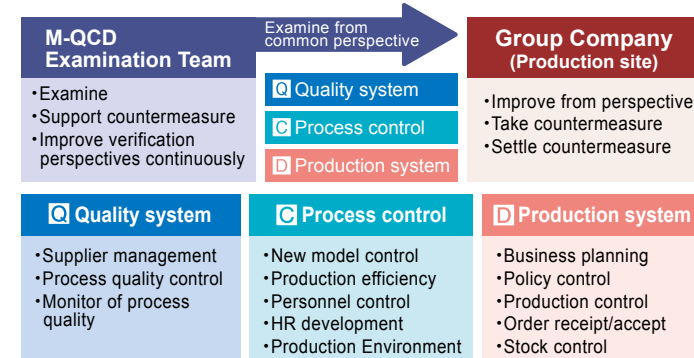 M-QCD
Examination Team
Examine from
common perspective
Group Company
(Production site)
・Examine
・Support countermeasure
・Improve verification
perspectives continuously
Q Quality system
C Process control
D Production system
・Improve from perspective
・Take countermeasure
・Settle countermeasure
Q Quality system
・Supplier management
・Process quality control
・Monitor of process
quality
C Process control
・New model control
・Production efficiency
・Personnel control
・HR development
・Production Environment
D Production system
・Business planning
・Policy control
・Production control
・Order receipt/accept
・Stock control